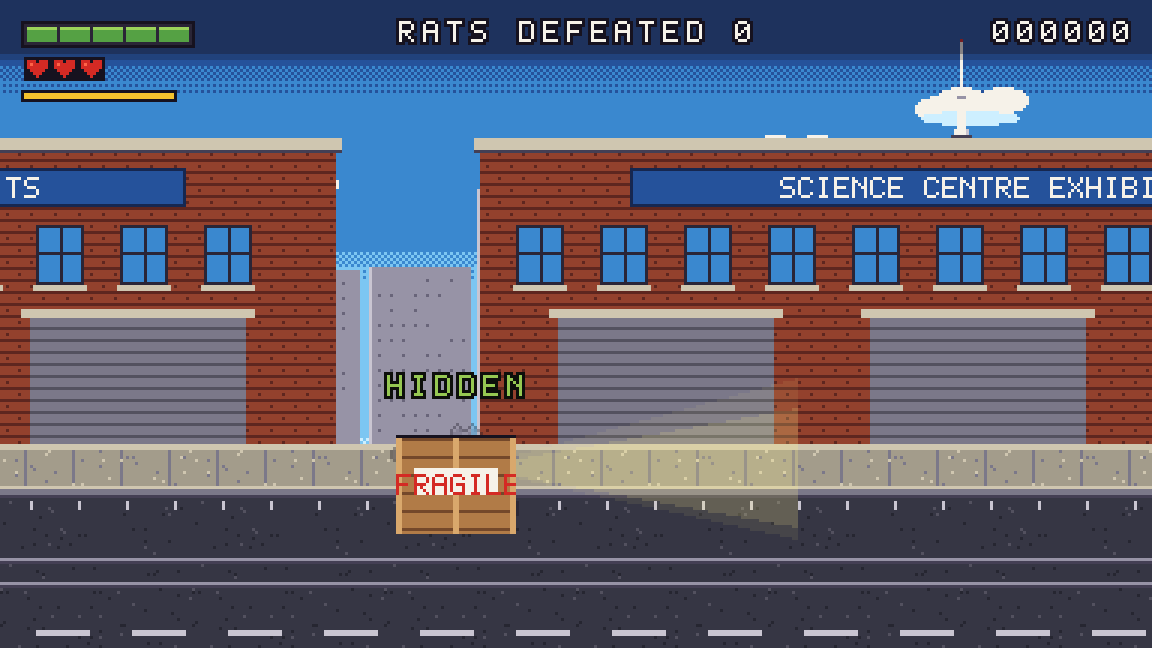 RATS DEFEATED 0
000000
TS
SCIENCE CENTRE EXHIBI
HIDDEN
FRAGILE